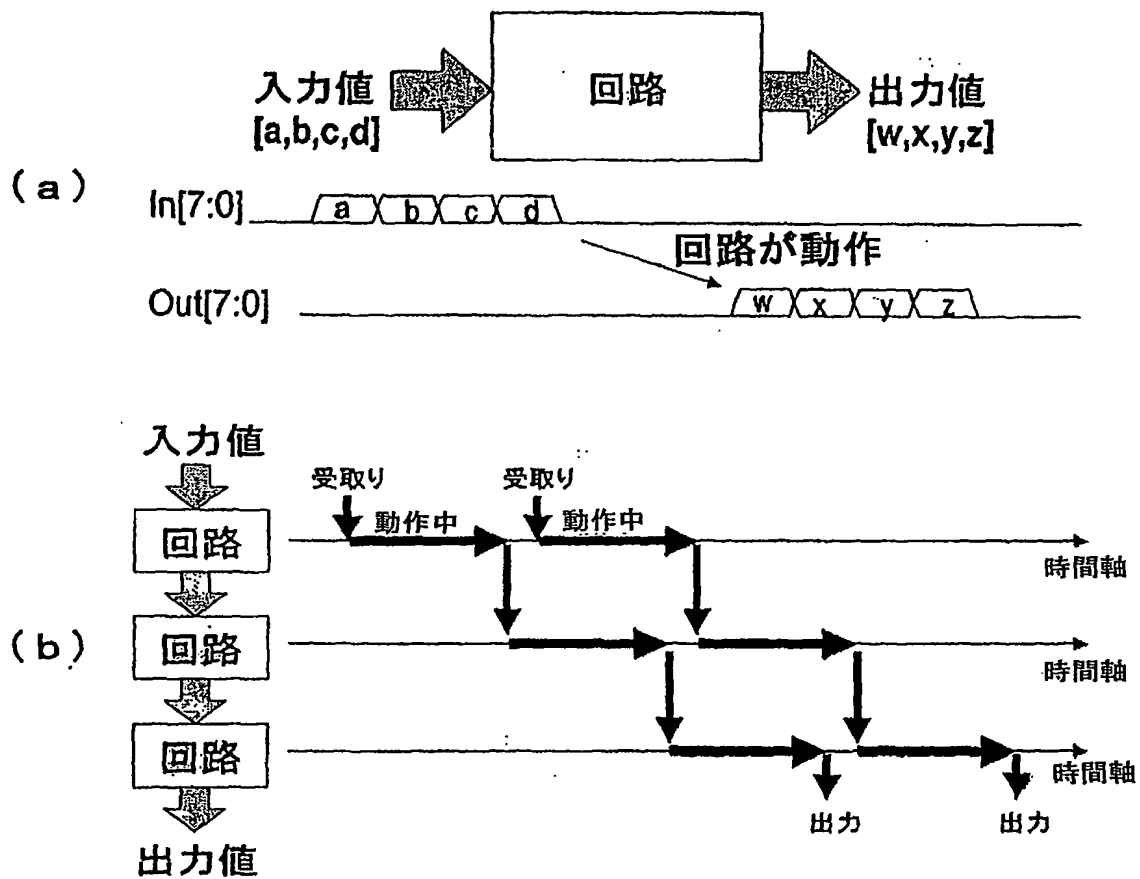 入力値
[a,b,c,d]
回路
出力値
[w,x,y,z]
(a)
In[7:0]
a b c d
回路が動作
Out[7:0]
w x y z
入力値
受取り 受取り
回路
動作中 動作中
時間軸
(b)
回路
時間軸
回路
時間軸
出力 出力
出力値